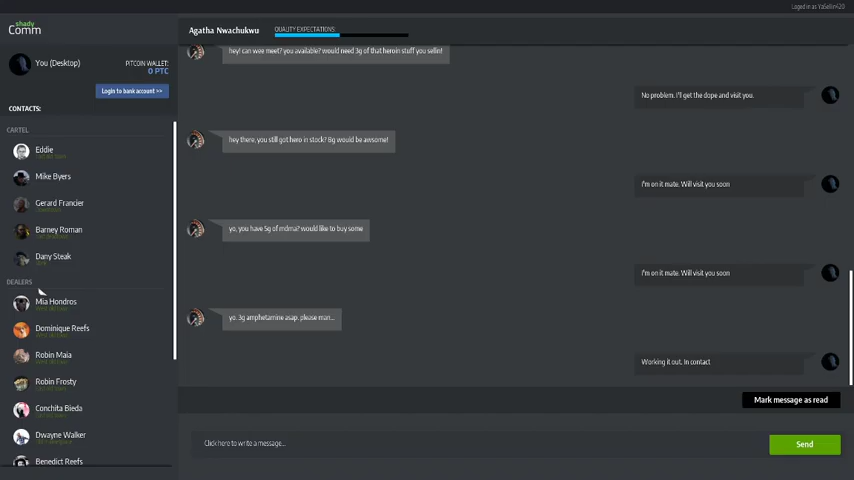 Logged in as YaSellin420
shady
Comm
Agatha Nwachukwu
QUALITY EXPECTATIONS:
You (Desktop)
PITCOIN WALLET:
0 PTC
Login to bank account >>
CONTACTS:
CARTEL
Eddie
Mike Byers
Gerard Francier
Barney Roman
Dany Steak
DEALERS
Mia Hondros
Dominique Reefs
Robin Maia
Robin Frosty
Conchita Bieda
Dwayne Walker
Benedict Reefs
hey! can wee meet? you available? would need 3g of that heroin stuff you sellin!
No problem. I'll get the dope and visit you.
hey there, you still got hero in stock? 8g would be awsome!
I'm on it mate. Will visit you soon
yo, you have 5g of mdma? would like to buy some
I'm on it mate. Will visit you soon
yo. 3g amphetamine asap. please man...
Working it out. In contact
Mark message as read
Click here to write a message...
Send